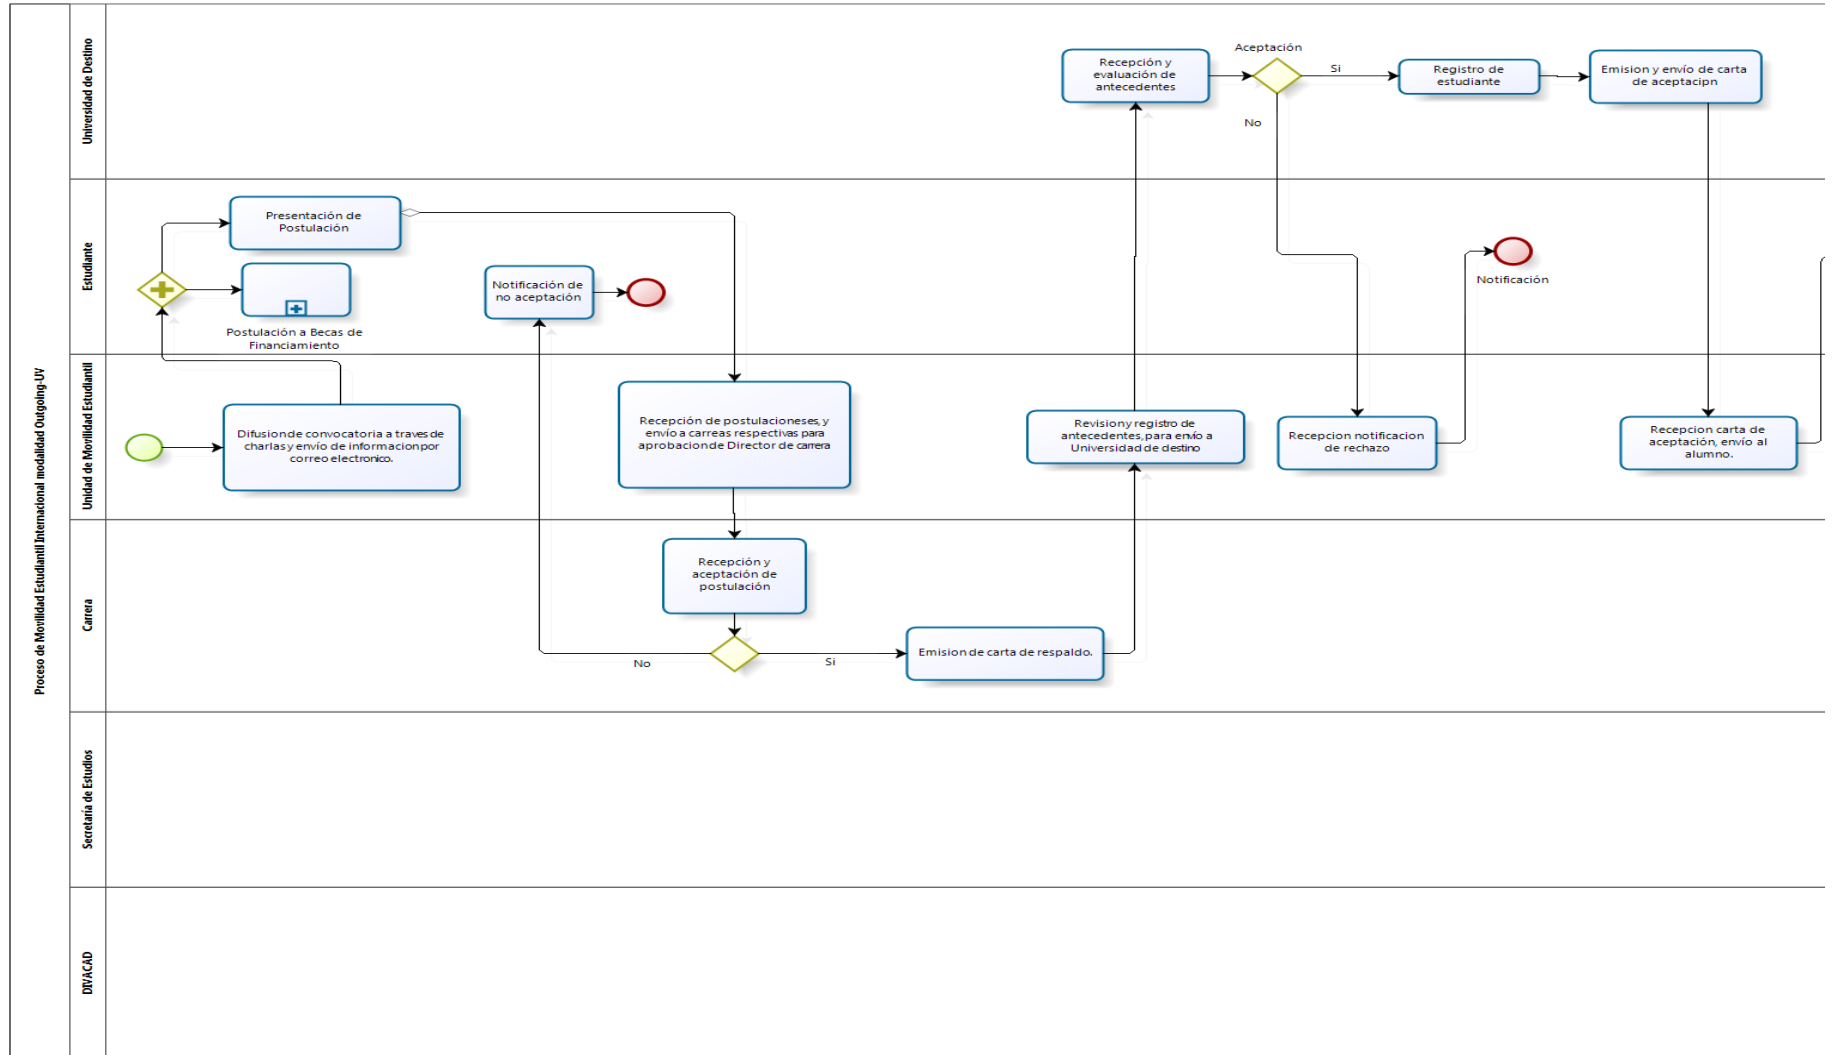 Proceso de Movilidad Estudiantil Internacional modalidad Outgoing-UV
Universidad de Destino
Recepción y
evaluación de
antecedentes
Aceptación
Si
No
Registro de
estudiante
Emision y envío de carta
de aceptacipn
Estudiante
Presentación de
Postulación
Postulación a Becas de
Financiamiento
Notificación de
no aceptación
Notificación
Unidad de Movilidad Estudiantil
Difusion de convocatoria a traves de
charlas y envío de informacion por
correo electronico.
Recepción de postulacioneses, y
envío a carreas respectivas para
aprobacion de Director de carrera
Revision y registro de
antecedentes, para envio a
Universidad de destino
Recepcion notificacion
de rechazo
Recepcion carta de
aceptación, envío al
alumno.
Carrera
Recepción y
aceptación de
postulación
No
Si
Emision de carta de respaldo.
Secretaría de Estudios
DIVACAD